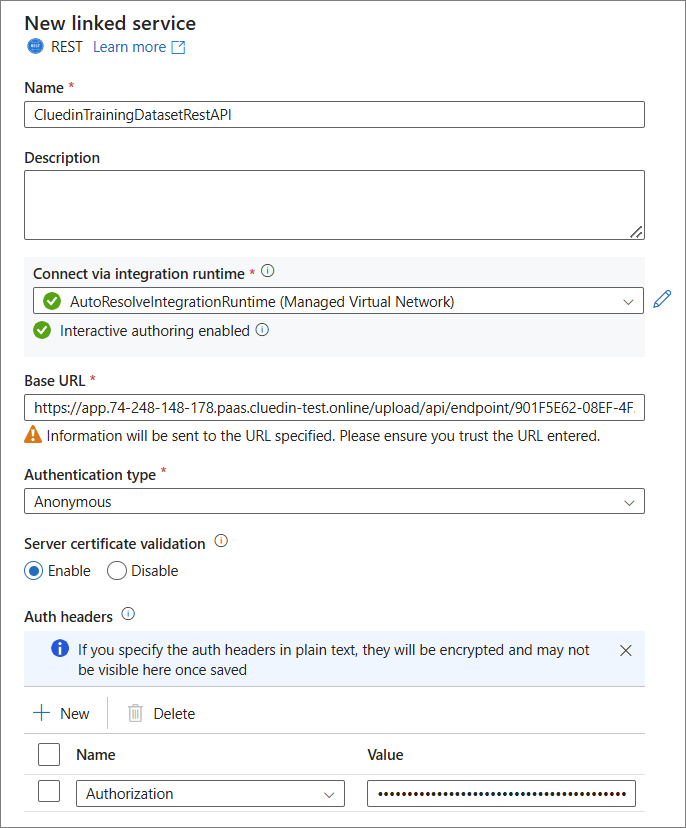 New linked service
REST Learn more
Name *
CluedinTrainingDatasetRestAPI
Description
Connect via integration runtime *
AutoResolveIntegrationRuntime (Managed Virtual Network)
Interactive authoring enabled
Base URL *
https://app.74-248-148-178.paas.cluedin-test.online/upload/api/endpoint/901F5E62-08EF-4F
Information will be sent to the URL specified. Please ensure you trust the URL entered.
Authentication type *
Anonymous
Server certificate validation
Enable Disable
Auth headers
If you specify the auth headers in plain text, they will be encrypted and may not
be visible here once saved
New Delete
Name Value
Authorization ••••••••••••••••••••••••••••••••••••••••••